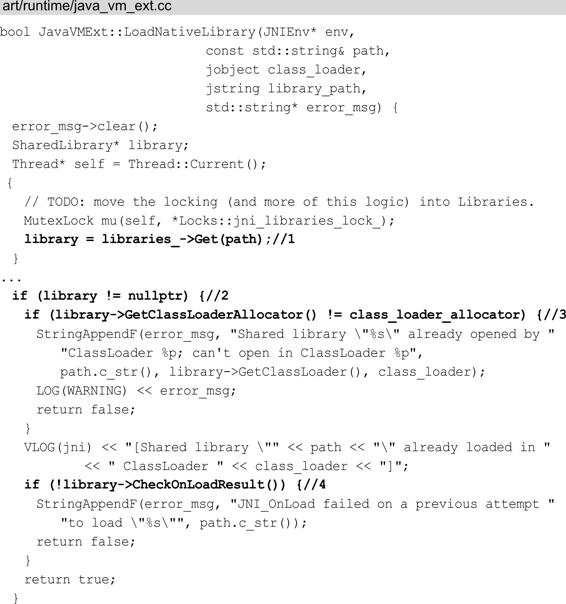 art/runtime/java_vm_ext.cc
bool JavaVMExt::LoadNativeLibrary(JNIEnv* env,
const std::string& path,
jobject class_loader,
jstring library_path,
std::string* error_msg) {
error_msg->clear();
SharedLibrary* library;
Thread* self = Thread::Current();
{
// TODO: move the locking (and more of this logic) into Libraries.
MutexLock mu(self, *Locks::jni_libraries_lock_);
library = libraries_->Get(path);//1
}
...
if (library != nullptr) {//2
if (library->GetClassLoaderAllocator() != class_loader_allocator) {//3
StringAppendF(error_msg, "Shared library \"%s\" already opened by "
"ClassLoader %p; can't open in ClassLoader %p",
path.c_str(), library->GetClassLoader(), class_loader);
LOG(WARNING) << error_msg;
return false;
}
VLOG(jni) << "[Shared library \"" << path << "\" already loaded in "
<< " ClassLoader " << class_loader << "]";
if (!library->CheckOnLoadResult()) {//4
StringAppendF(error_msg, "JNI_OnLoad failed on a previous attempt "
"to load \"%s\"", path.c_str());
return false;
}
return true;
}